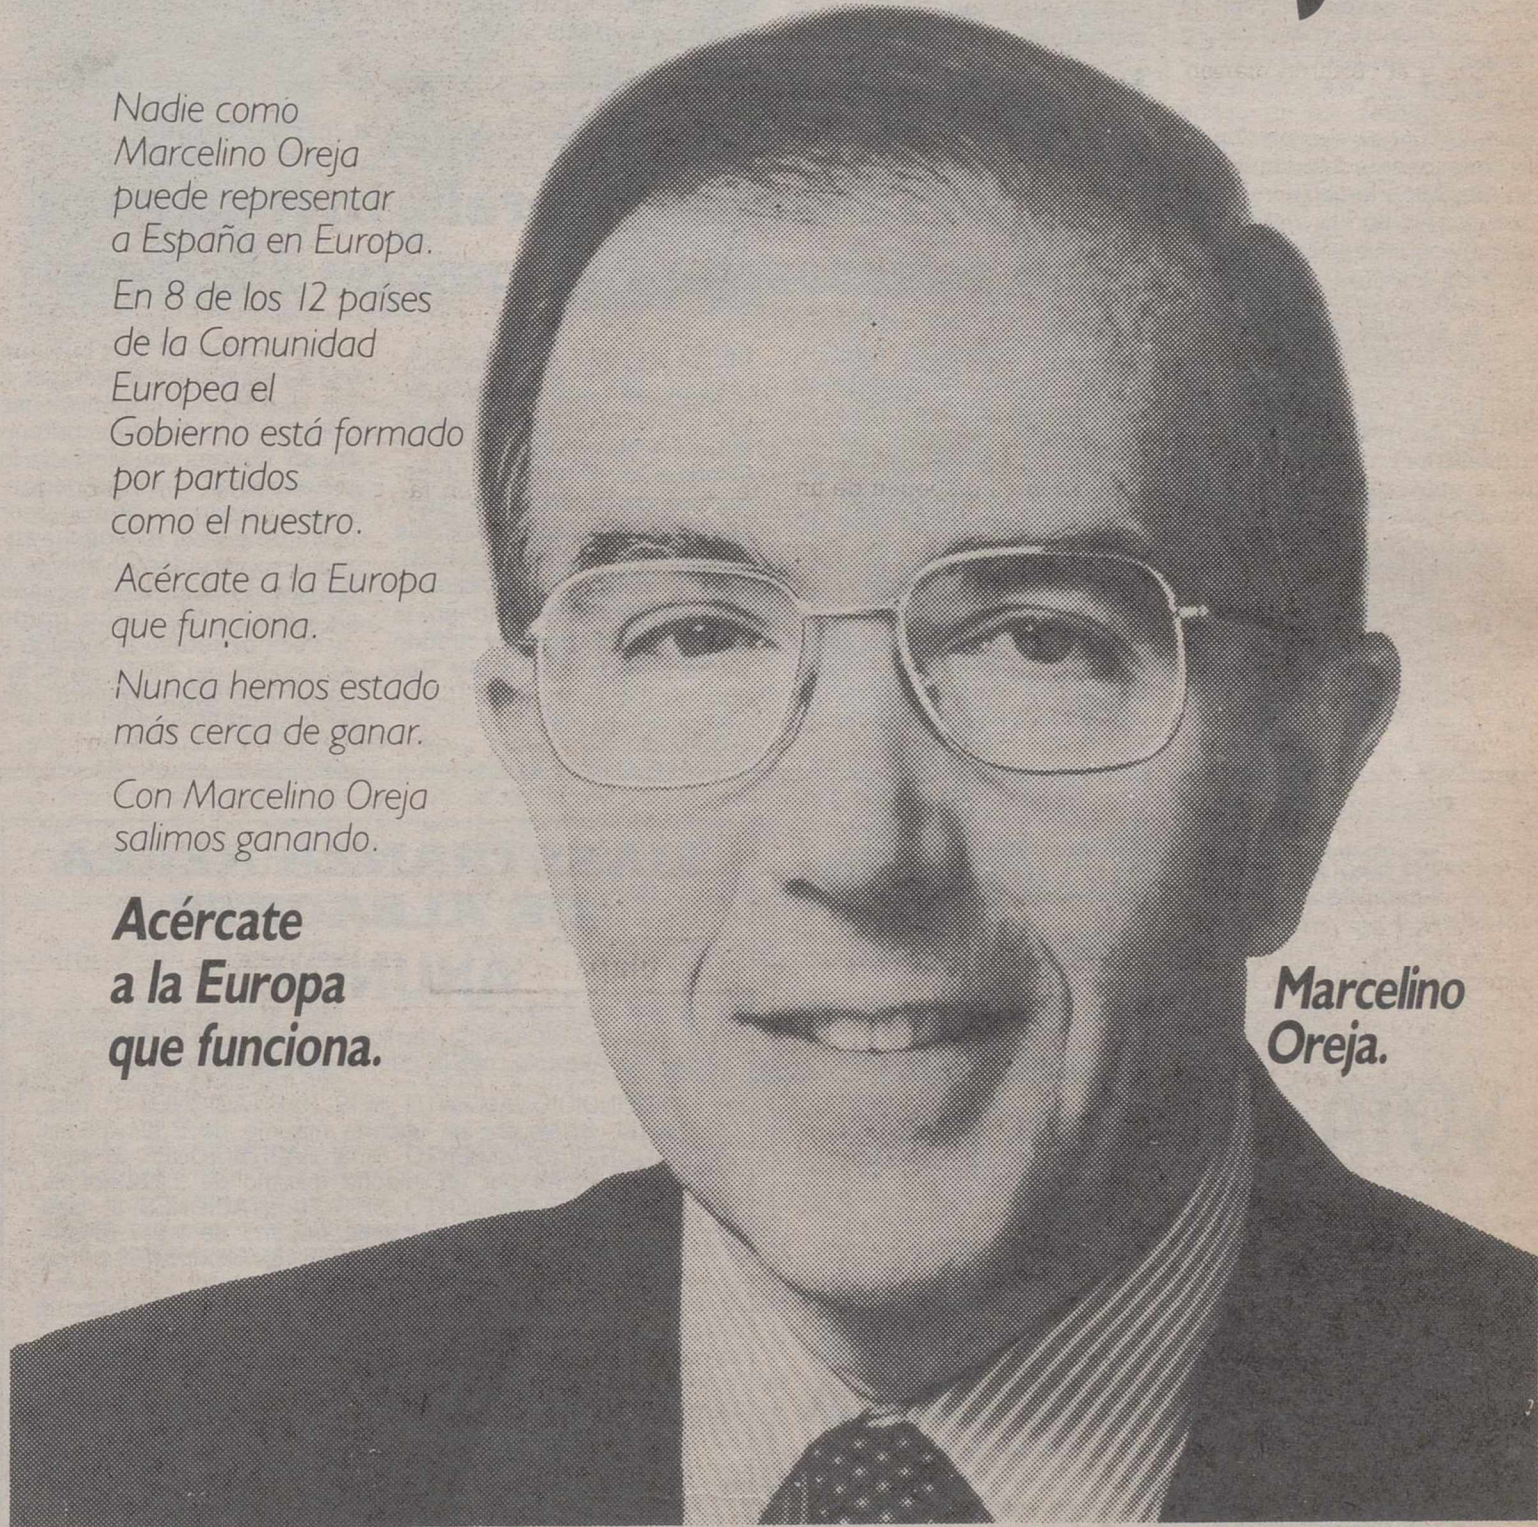 Nadie como
Marcelino Oreja
puede representar
a España en Europa.
En 8 de los 12 países
de la Comunidad
Europea el
Gobierno está formado
por partidos
como el nuestro.
Acércate a la Europa
que funciona.
Nunca hemos estado
más cerca de ganar.
Con Marcelino Oreja
salimos ganando.
Acércate
a la Europa
que funciona.
Marcelino
Oreja.